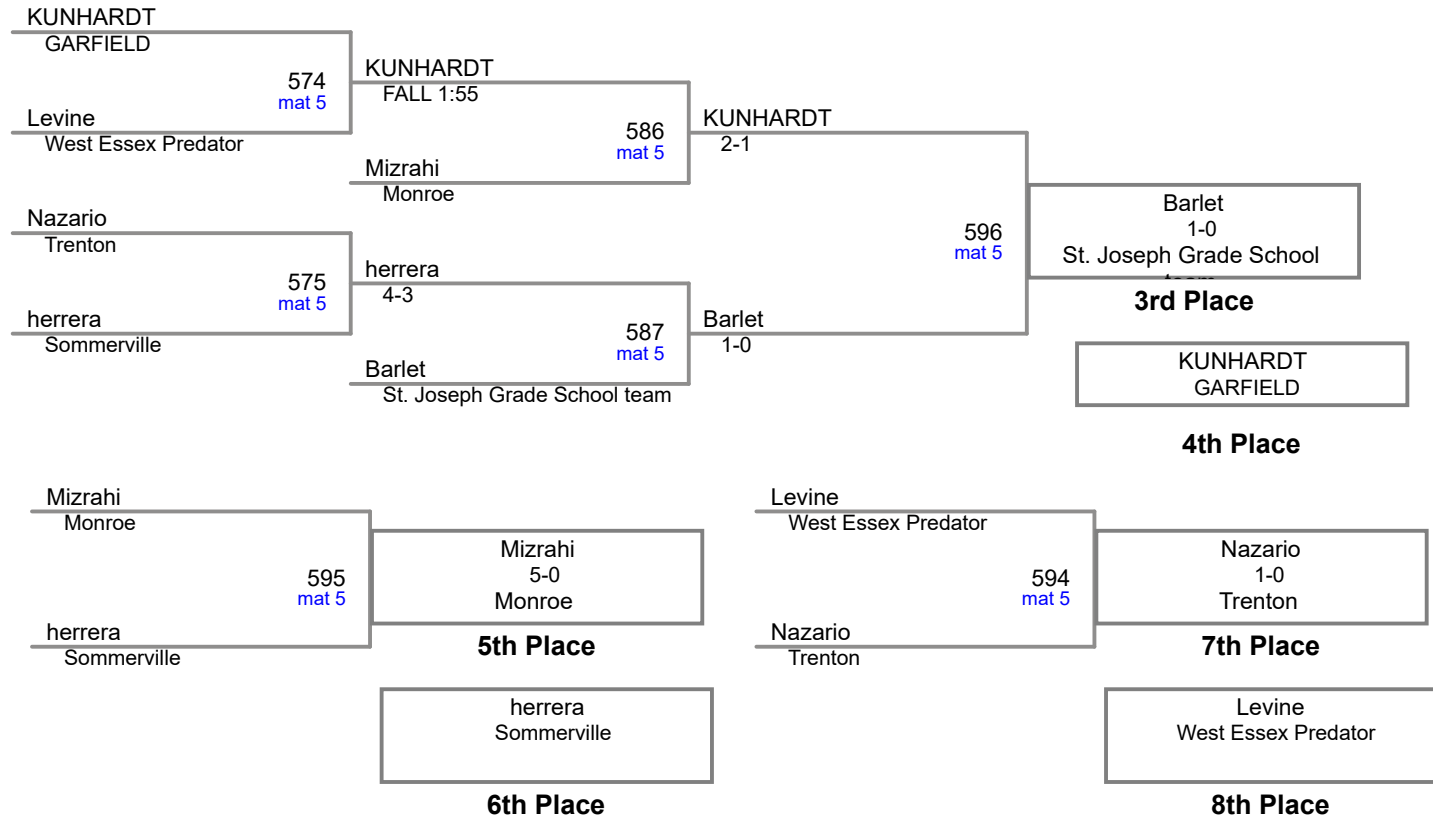 KUNHARDT
GARFIELD
574
mat 5
Levine
West Essex Predator
KUNHARDT
FALL 1:55
586
mat 5
Mizrahi
Monroe
KUNHARDT
2-1
Nazario
Trenton
575
mat 5
herrera
Sommerville
herrera
4-3
587
mat 5
Barlet
St. Joseph Grade School team
Barlet
1-0
596
mat 5
Barlet
1-0
St. Joseph Grade School
team
3rd Place
KUNHARDT
GARFIELD
4th Place
Mizrahi
Monroe
595
mat 5
herrera
Sommerville
Mizrahi
5-0
Monroe
5th Place
herrera
Sommerville
6th Place
Levine
West Essex Predator
594
mat 5
Nazario
Trenton
Nazario
1-0
Trenton
7th Place
Levine
West Essex Predator
8th Place